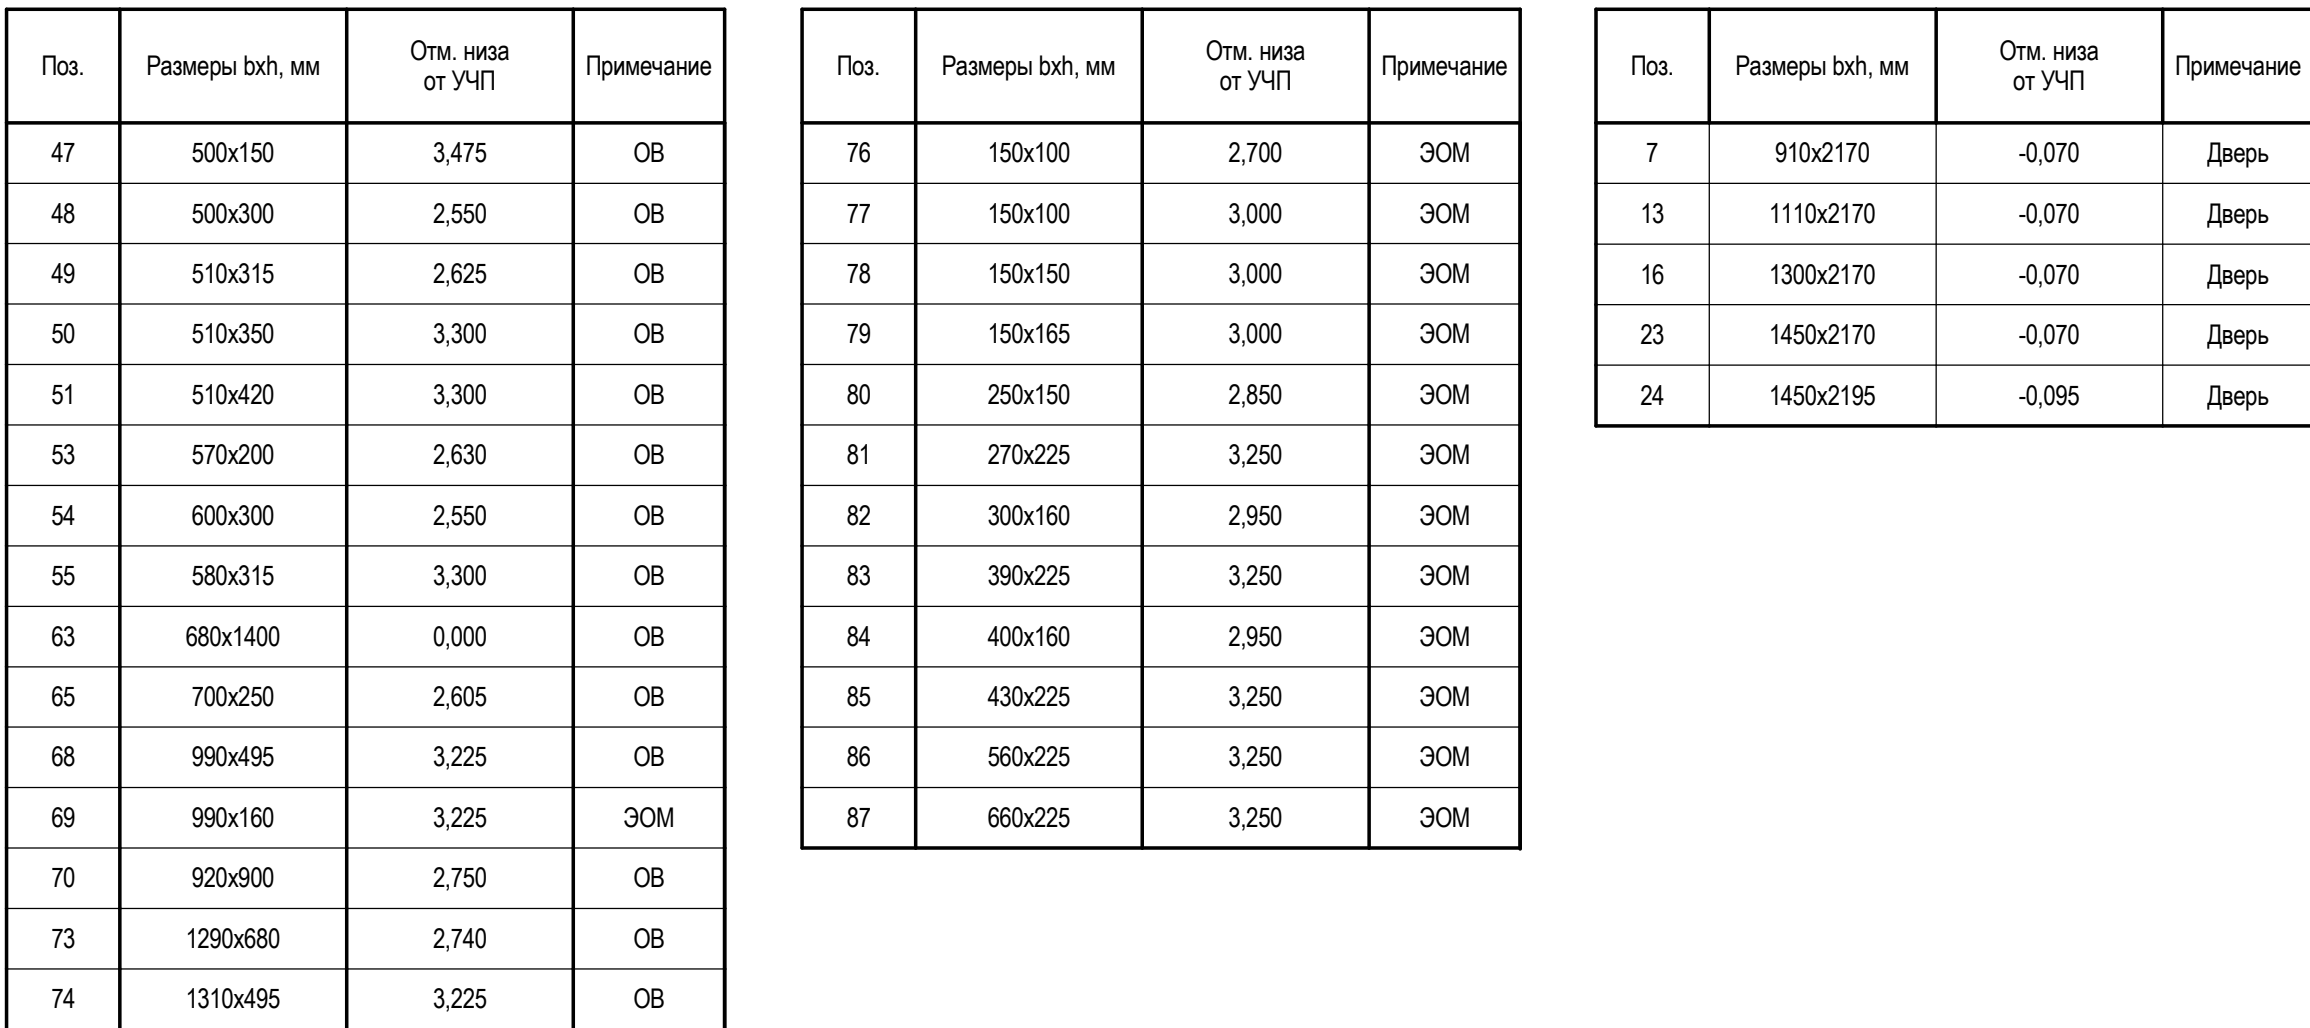 Поз. Размеры bxh, мм Отм. низа от УЧП Примечание
47 500x150 3,475 ОВ
48 500x300 2,550 ОВ
49 510x315 2,625 ОВ
50 510x350 3,300 ОВ
51 510x420 3,300 ОВ
53 570x200 2,630 ОВ
54 600x300 2,550 ОВ
55 580x315 3,300 ОВ
63 680x1400 0,000 ОВ
65 700x250 2,605 ОВ
68 990x495 3,225 ОВ
69 990x160 3,225 ЭОМ
70 920x900 2,750 ОВ
73 1290x680 2,740 ОВ
74 1310x495 3,225 ОВ
Поз. Размеры bxh, мм Отм. низа от УЧП Примечание
76 150x100 2,700 ЭОМ
77 150x100 3,000 ЭОМ
78 150x150 3,000 ЭОМ
79 150x165 3,000 ЭОМ
80 250x150 2,850 ЭОМ
81 270x225 3,250 ЭОМ
82 300x160 2,950 ЭОМ
83 390x225 3,250 ЭОМ
84 400x160 2,950 ЭОМ
85 430x225 3,250 ЭОМ
86 560x225 3,250 ЭОМ
87 660x225 3,250 ЭОМ
Поз. Размеры bxh, мм Отм. низа от УЧП Примечание
7 910x2170 -0,070 Дверь
13 1110x2170 -0,070 Дверь
16 1300x2170 -0,070 Дверь
23 1450x2170 -0,070 Дверь
24 1450x2195 -0,095 Дверь